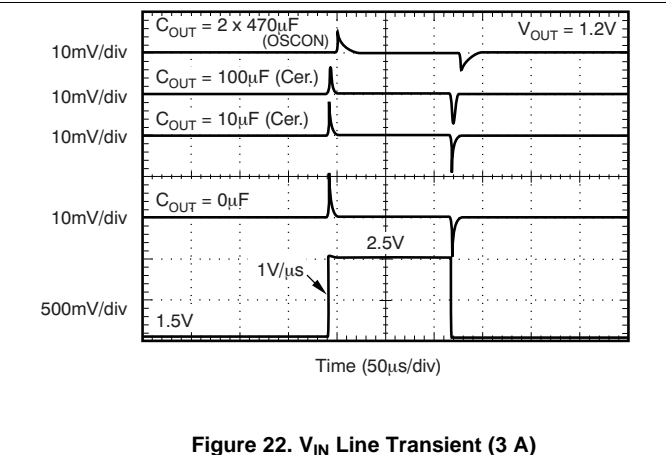 C_OUT = 2 x 470μF
(OSCON)
V_OUT = 1.2V
10mV/div
C_OUT = 100μF (Cer.)
10mV/div
C_OUT = 10μF (Cer.)
10mV/div
C_OUT = 0μF
10mV/div
2.5V
1V/μs
500mV/div
1.5V
Time (50μs/div)
Figure 22. V_IN Line Transient (3 A)